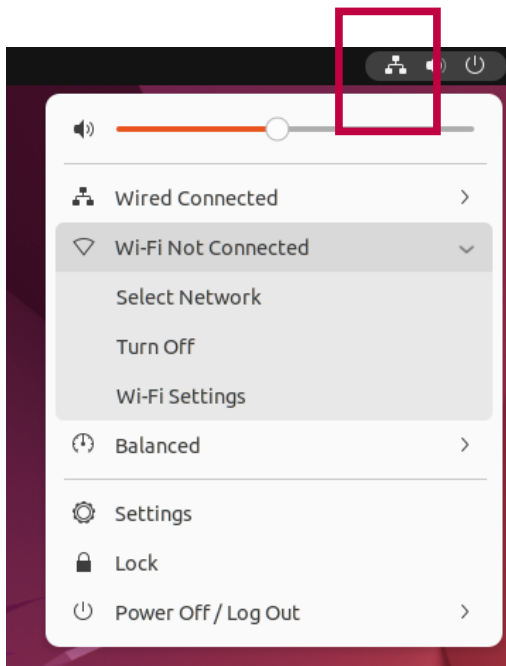 Wired Connected
Wi-Fi Not Connected
Select Network
Turn Off
Wi-Fi Settings
Balanced
Settings
Lock
Power Off / Log Out